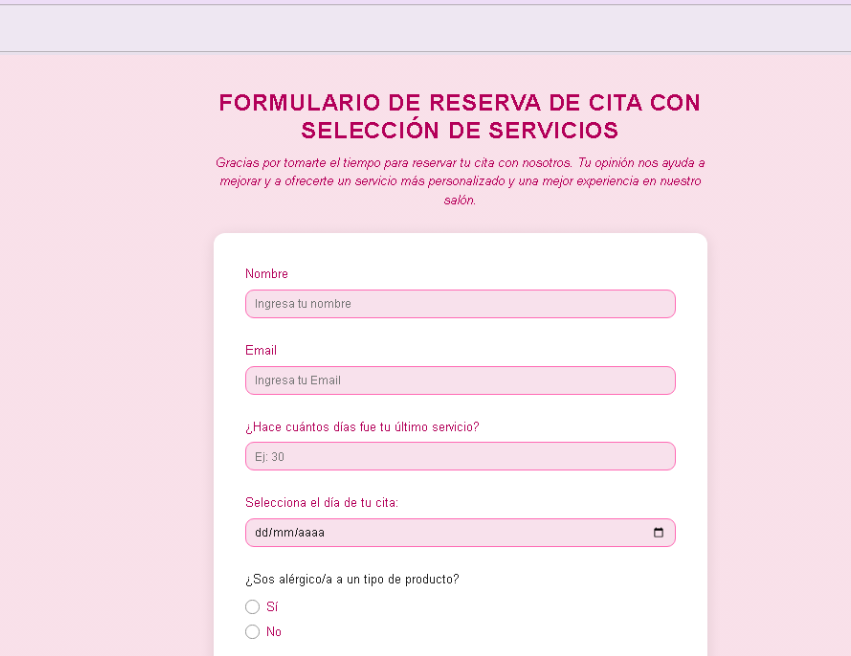 FORMULARIO DE RESERVA DE CITA CON
SELECCIÓN DE SERVICIOS
Gracias por tomarte el tiempo para reservar tu cita con nosotros. Tu opinión nos ayuda a
mejorar y a ofrecerte un servicio más personalizado y una mejor experiencia en nuestro
salón.
Nombre
Ingresa tu nombre
Email
Ingresa tu Email
¿Hace cuántos días fue tu último servicio?
Ej: 30
Selecciona el día de tu cita:
dd/mm/aaaa
¿Sos alérgico/a a un tipo de producto?
Sí
No